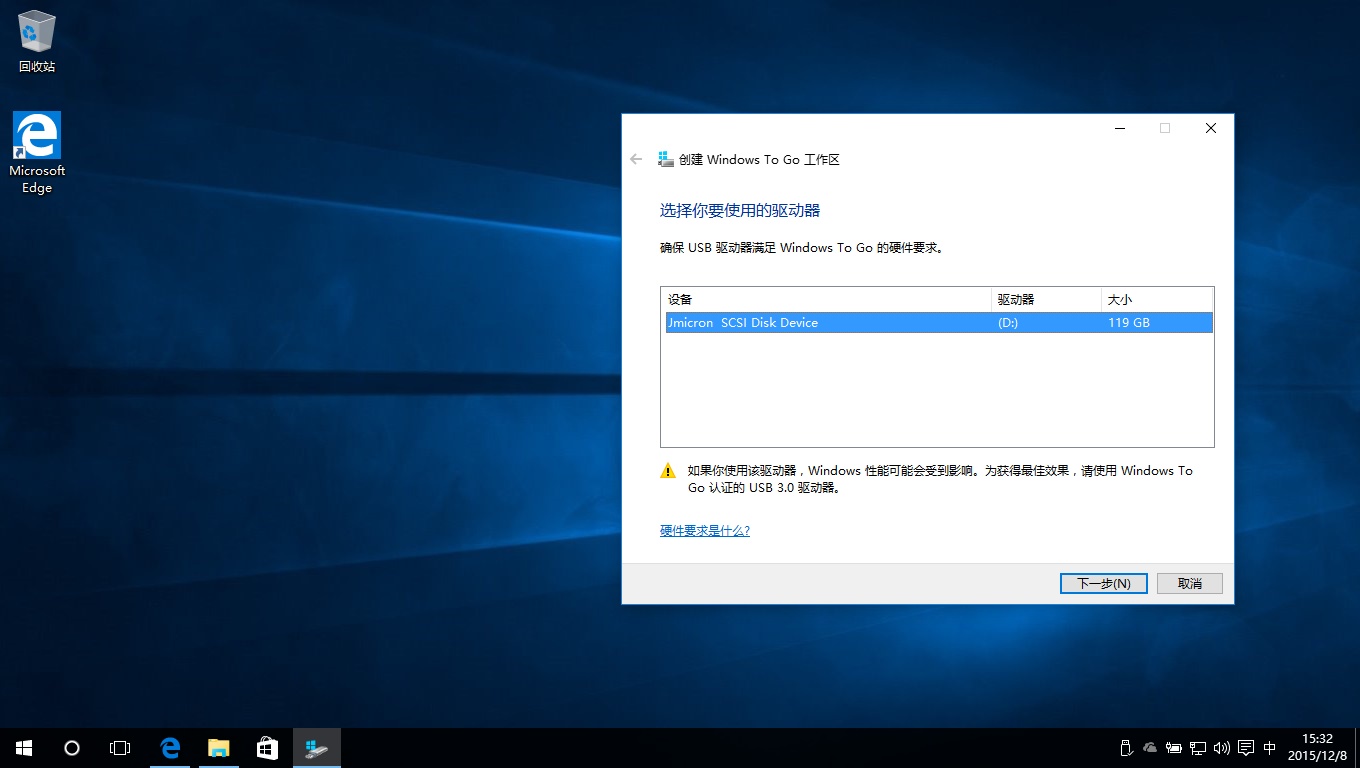 回收站
Microsoft
Edge
创建 Windows To Go 工作区
选择你要使用的驱动器
确保 USB 驱动器满足 Windows To Go 的硬件要求。
设备 驱动器 大小
Jmicron  SCSI Disk Device (D:) 119 GB
如果你使用该驱动器，Windows 性能可能会受到影响。为获得最佳效果，请使用 Windows To
Go 认证的 USB 3.0 驱动器。
硬件要求是什么?
下一步(N) 取消
中
15:32
2015/12/8